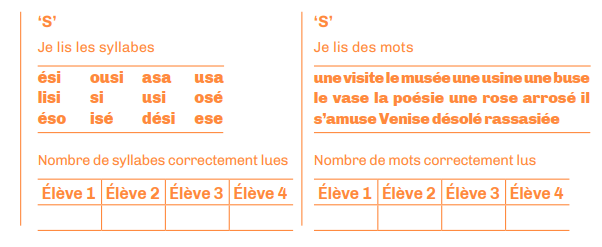 ‘S’
Je lis les syllabes
ési ousi asa usa
lisi si usi osé
éso isé dési ese
Nombre de syllabes correctement lues
Élève 1 Élève 2 Élève 3 Élève 4
‘S’
Je lis des mots
une visite le musée une usine une buse
le vase la poésie une rose arrosé il
s’amuse Venise désolé rassasiée
Nombre de mots correctement lus
Élève 1 Élève 2 Élève 3 Élève 4